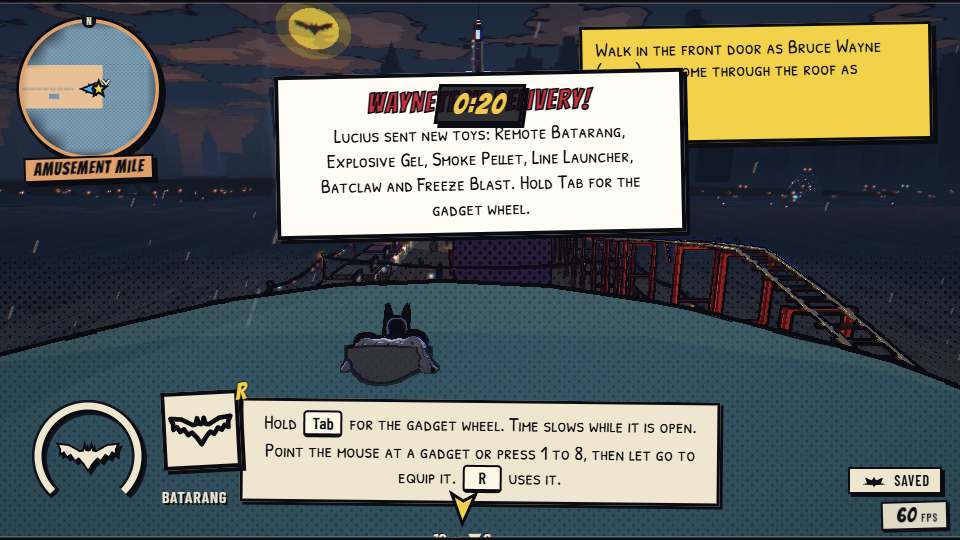 N
AMUSEMENT MILE
WALK IN THE FRONT DOOR AS BRUCE WAYNE
THROUGH THE ROOF AS
WAYNE
0:20
LUCIUS SENT NEW TOYS: REMOTE BATARANG,
EXPLOSIVE GEL, SMOKE PELLET, LINE LAUNCHER,
BATCLAW AND FREEZE BLAST. HOLD TAB FOR THE
GADGET WHEEL.
R
BATARANG
HOLD Tab FOR THE GADGET WHEEL. TIME SLOWS WHILE IT IS OPEN.
POINT THE MOUSE AT A GADGET OR PRESS 1 TO 8, THEN LET GO TO
EQUIP IT. R USES IT.
SAVED
60 FPS